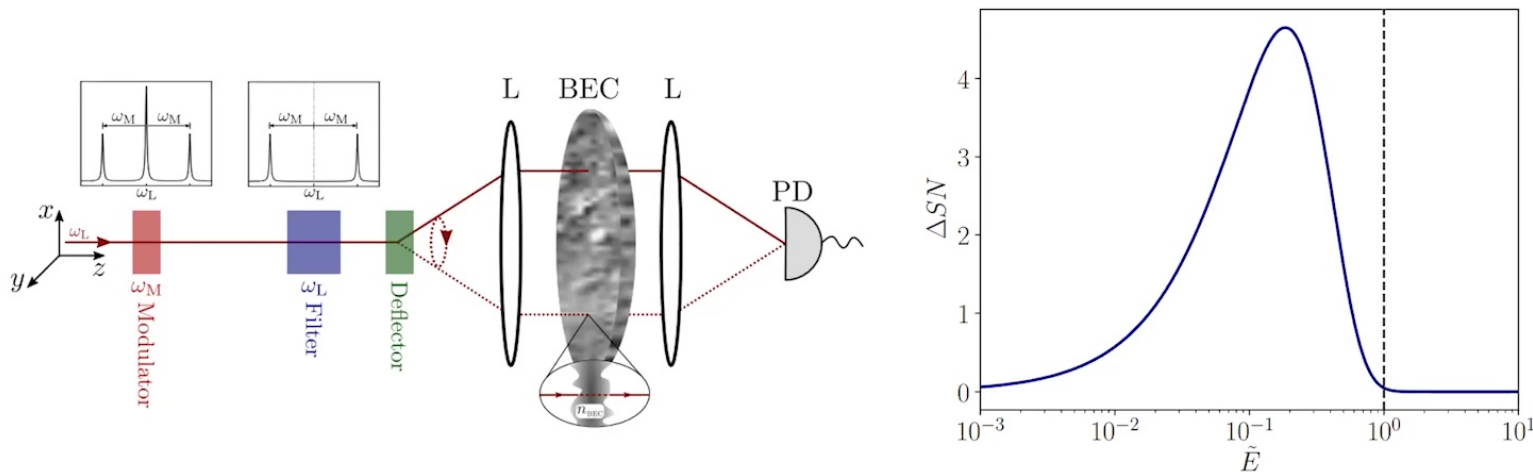 L BEC L
ω_M ω_M
ω_L
ω_M ω_M
ω_L
PD
x
y
z
ω_L
ω_M
Modulator
ω_L
Filter
Deflector
n_BEC
ΔSN
4
3
2
1
0
10^-3 10^-2 10^-1 10^0 10^1
Ẽ